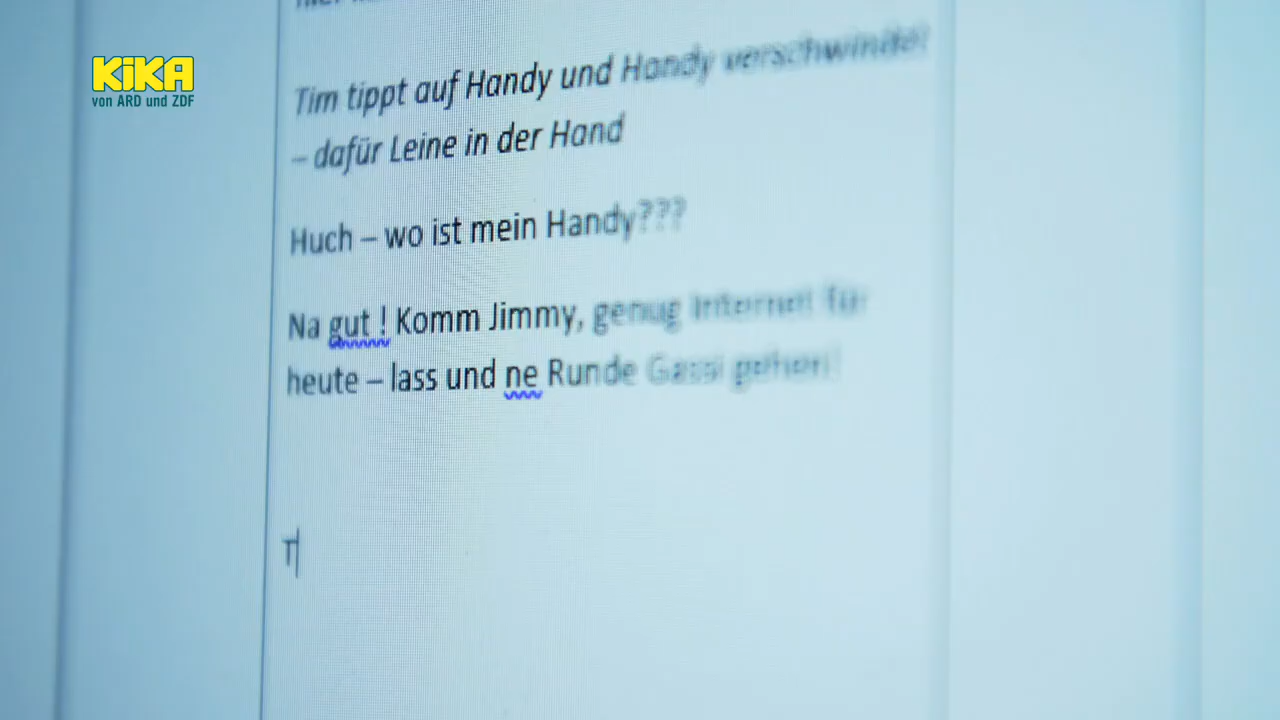 KiKA
von ARD und ZDF
Tim tippt auf Handy und Handy verschwindet
– dafür Leine in der Hand
Huch – wo ist mein Handy???
Na gut ! Komm Jimmy, genug Internet für
heute – lass und ne Runde Gassi gehen!
T